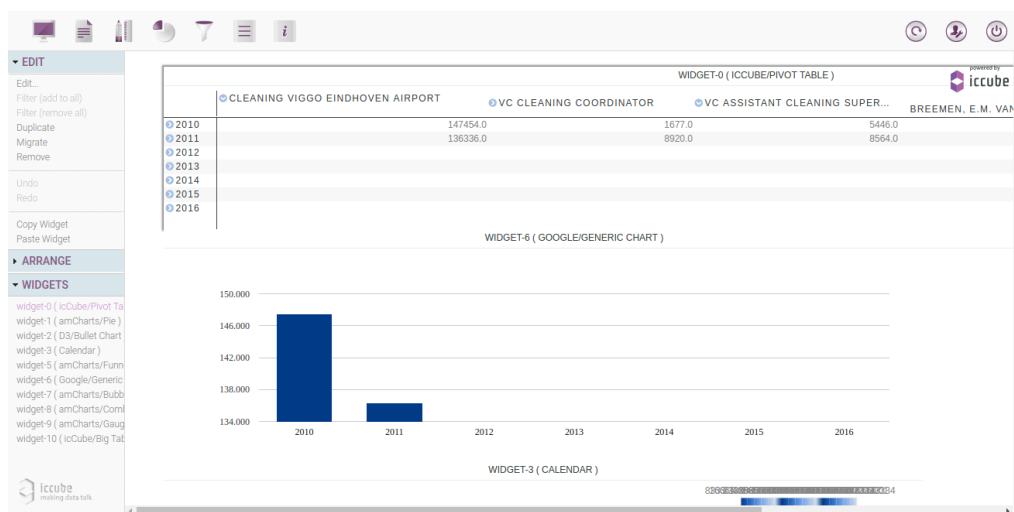 EDIT
Edit...
Filter (add to all)
Filter (remove all)
Duplicate
Migrate
Remove
Undo
Redo
Copy Widget
Paste Widget
ARRANGE
WIDGETS
widget-0 ( icCube/Pivot Ta
widget-1 ( amCharts/Pie )
widget-2 ( D3/Bullet Chart
widget-3 ( Calendar )
widget-5 ( amCharts/Funn
widget-6 ( Google/Generic
widget-7 ( amCharts/Bubb
widget-8 ( amCharts/Coml
widget-9 ( amCharts/Gaug
widget-10 ( icCube/Big Tab
iccube
making data talk
WIDGET-0 ( ICCUBE/PIVOT TABLE )
powered by
iccube
CLEANING VIGGO EINDHOVEN AIRPORT VC CLEANING COORDINATOR VC ASSISTANT CLEANING SUPER...
BREEMEN, E.M. VAN
2010 147454.0 1677.0 5446.0
2011 136336.0 8920.0 8564.0
2012
2013
2014
2015
2016
WIDGET-6 ( GOOGLE/GENERIC CHART )
150.000
146.000
142.000
138.000
134.000
2010 2011 2012 2013 2014 2015 2016
WIDGET-3 ( CALENDAR )